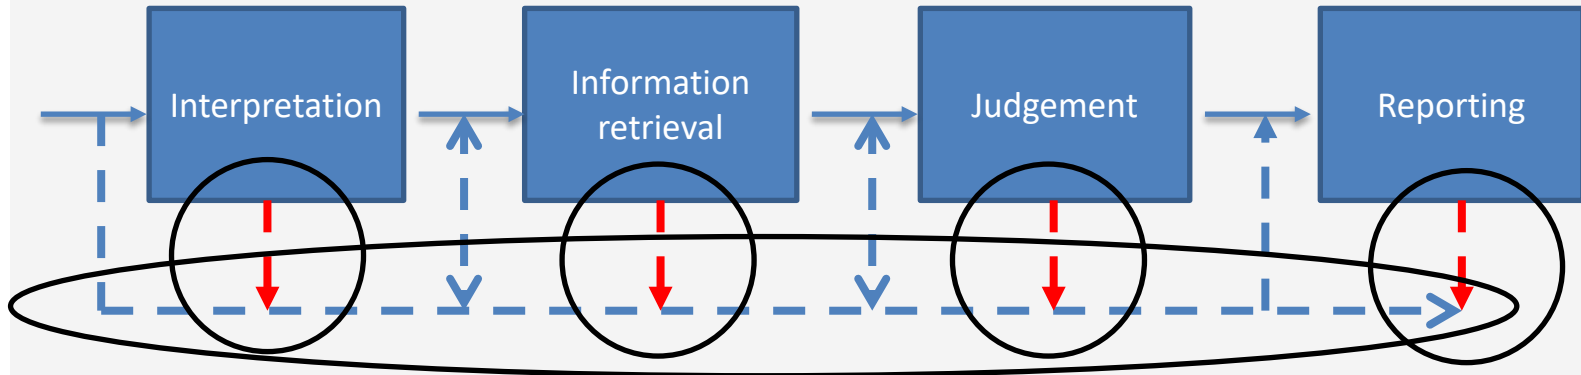 Interpretation
Information
retrieval
Judgement
Reporting